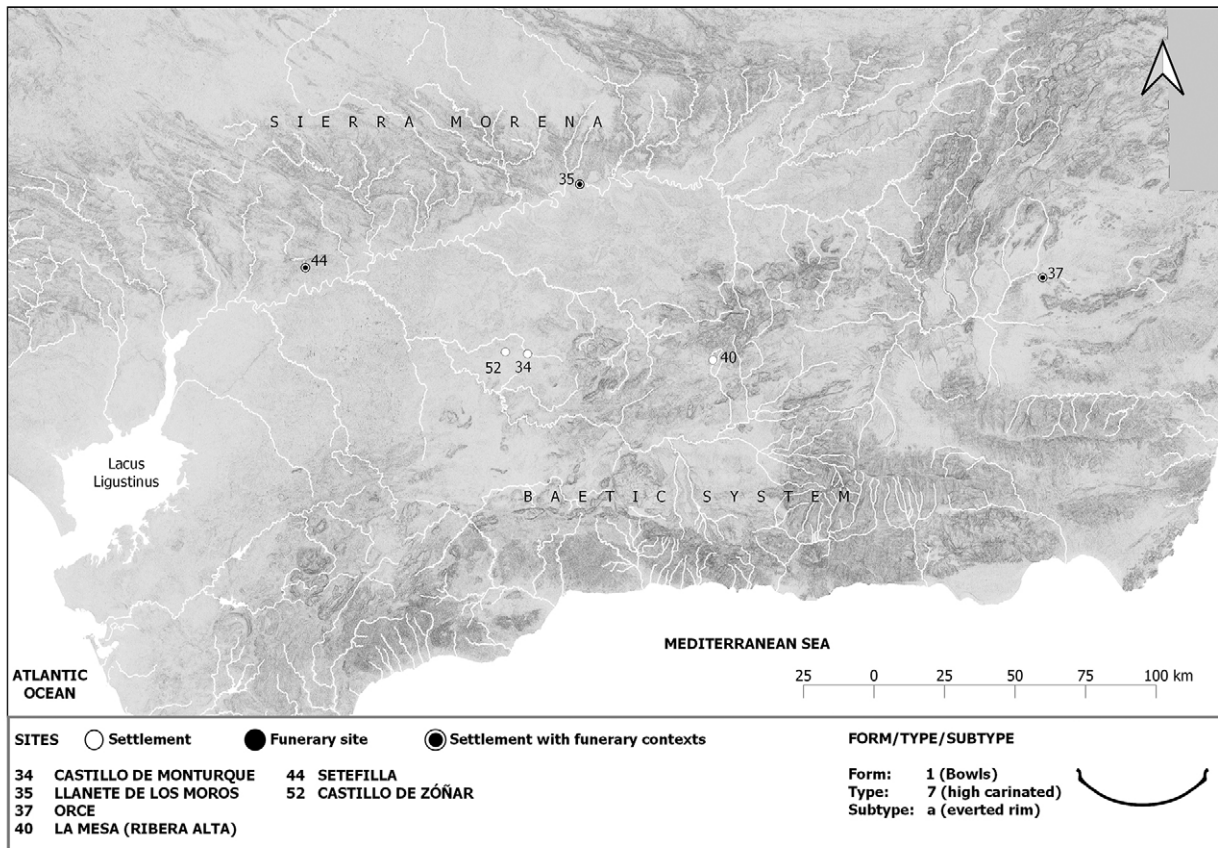 SIERRA MORENA
35
44
37
52
34
40
Lacus
Ligustinus
BAETIC SYSTEM
MEDITERRANEAN SEA
ATLANTIC
OCEAN
25 0 25 50 75 100 km
SITES Settlement Funerary site Settlement with funerary contexts
34 CASTILLO DE MONTURQUE
35 LLANETE DE LOS MOROS
37 ORCE
40 LA MESA (RIBERA ALTA)
44 SETEFILLA
52 CASTILLO DE ZÓÑAR
FORM/TYPE/SUBTYPE
Form: 1 (Bowls)
Type: 7 (high carinated)
Subtype: a (everted rim)